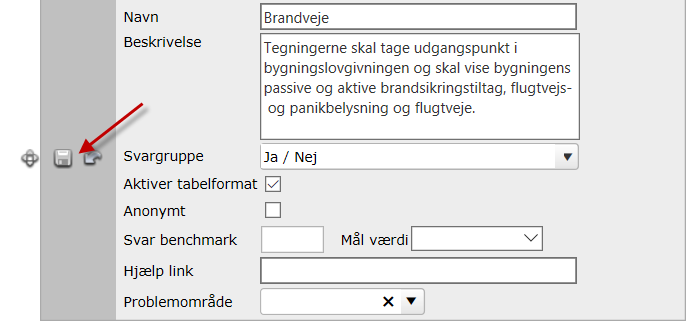 Navn Brandveje
Beskrivelse
Tegningerne skal tage udgangspunkt i
bygningslovgivningen og skal vise bygningens
passive og aktive brandsikringstiltag, flugtvejs-
og panikbelysning og flugtveje.
Svargruppe Ja / Nej
Aktiver tabelformat
Anonymt
Svar benchmark Mål værdi
Hjælp link
Problemområde